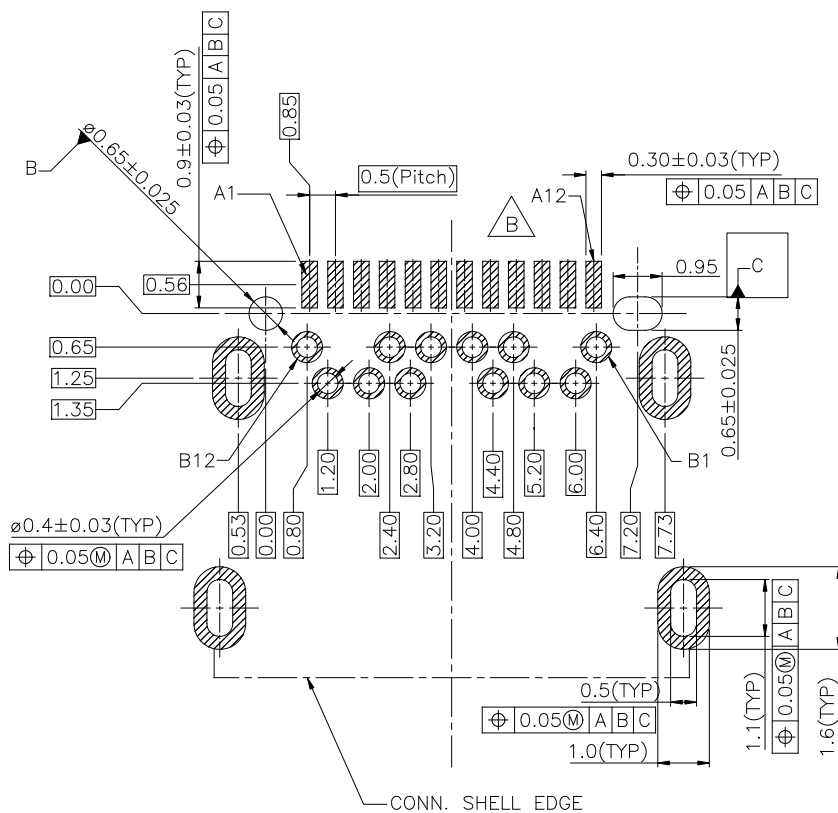 ⌖ 0.05 A B C
0.9±0.03(TYP)
ø0.65±0.025
B
0.85
0.5(Pitch)
A1
A12
B
0.30±0.03(TYP)
⌖ 0.05 A B C
0.95
C
0.56
0.00
0.65
1.25
1.35
0.65±0.025
B12
B1
1.20
2.00
2.80
4.40
5.20
6.00
ø0.4±0.03(TYP)
⌖ 0.05Ⓜ A B C
0.53
0.00
0.80
2.40
3.20
4.00
4.80
6.40
7.20
7.73
0.5(TYP)
⌖ 0.05Ⓜ A B C
1.0(TYP)
1.1(TYP)
⌖ 0.05Ⓜ A B C
1.6(TYP)
CONN. SHELL EDGE